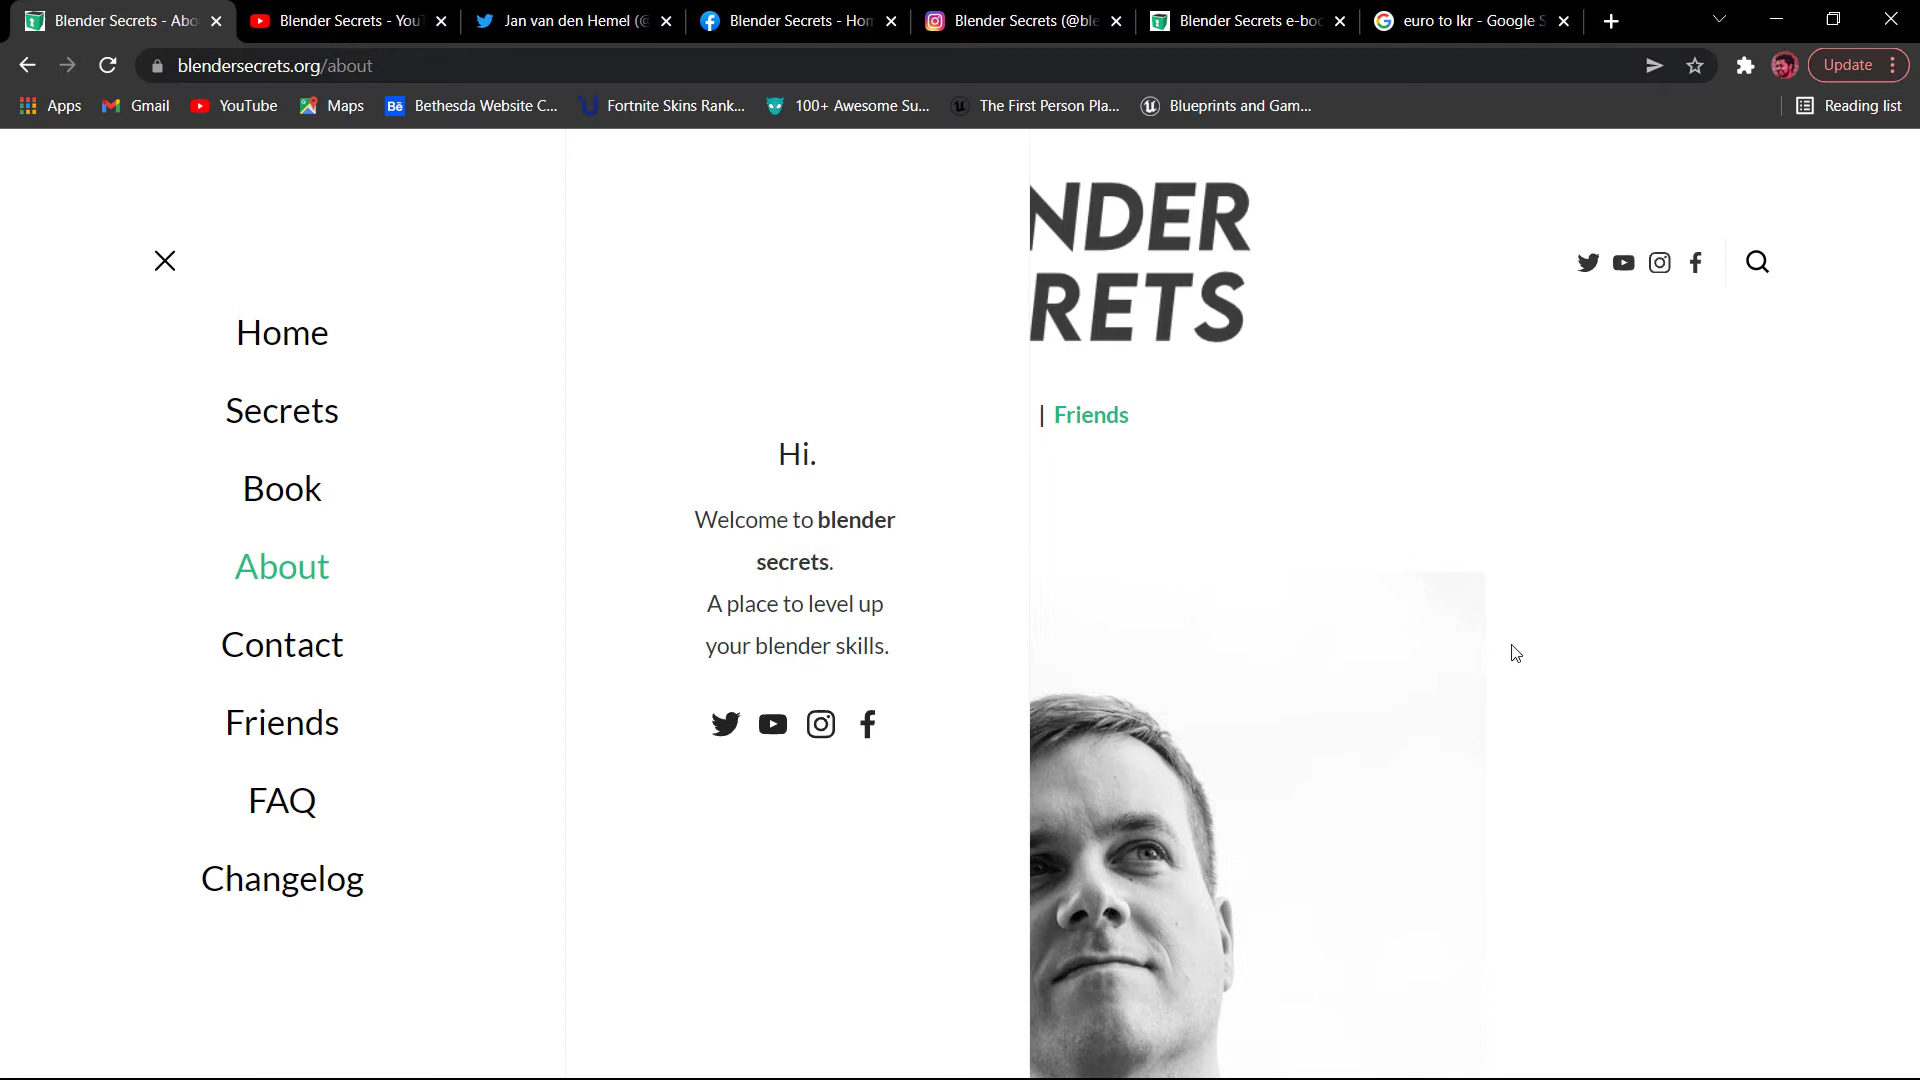 Blender Secrets - Abo
Blender Secrets - YouT
Jan van den Hemel (@
Blender Secrets - Hom
Blender Secrets (@ble
Blender Secrets e-boo
euro to lkr - Google S
blendersecrets.org/about
Update
Apps
Gmail
YouTube
Maps
Bē
Bethesda Website C...
Fortnite Skins Rank...
100+ Awesome Su...
The First Person Pla...
Blueprints and Gam...
Reading list
NDER
RETS
| Friends
Home
Secrets
Book
About
Contact
Friends
FAQ
Changelog
Hi.
Welcome to blender
secrets.
A place to level up
your blender skills.